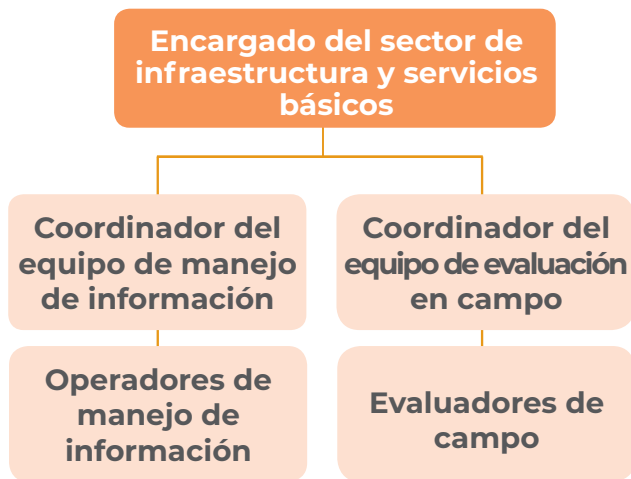 Encargado del sector de
infraestructura y servicios
básicos
Coordinador del
equipo de manejo
de información
Coordinador del
equipo de evaluación
en campo
Operadores de
manejo de
información
Evaluadores de
campo